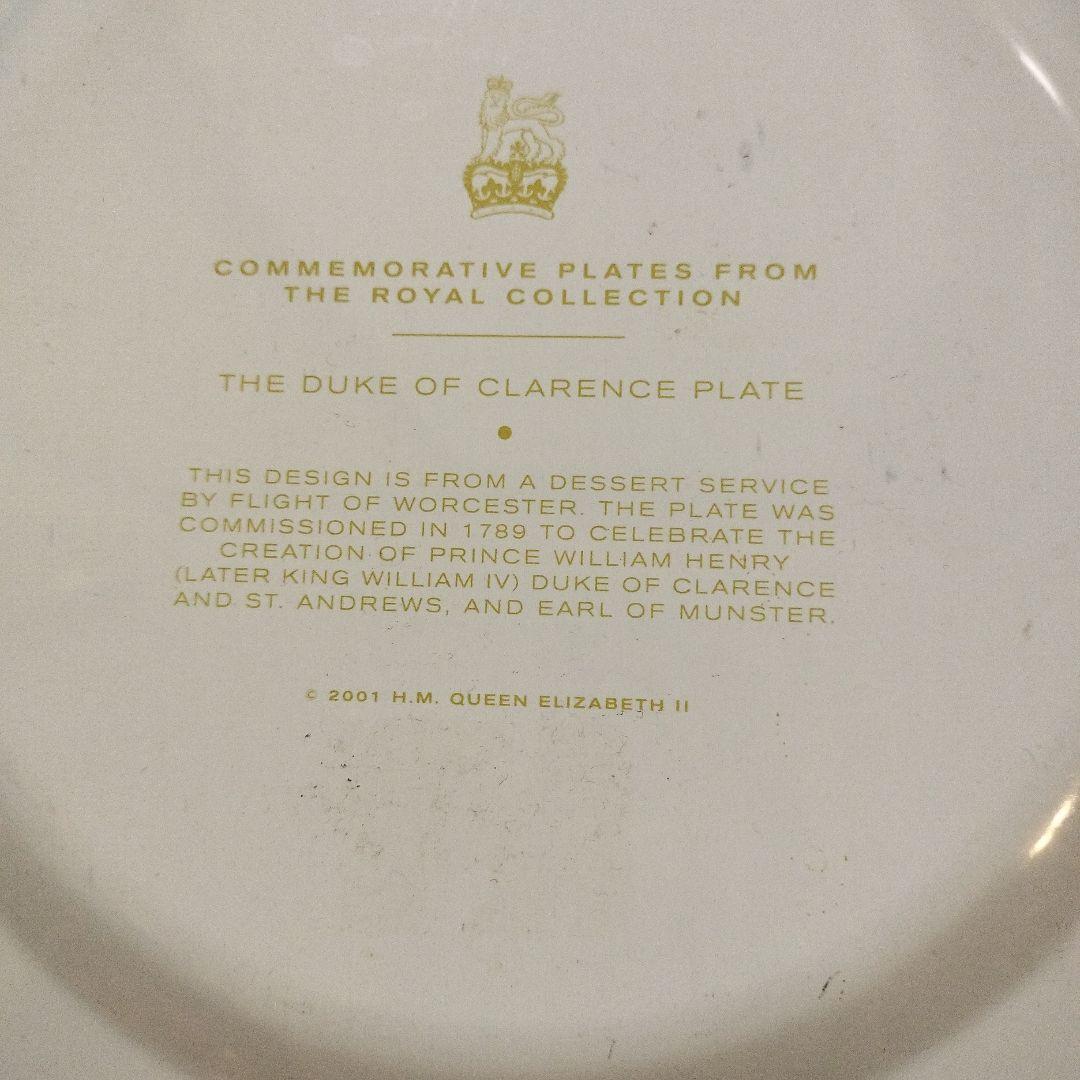 COMMEMORATIVE PLATES FROM
THE ROYAL COLLECTION
THE DUKE OF CLARENCE PLATE
THIS DESIGN IS FROM A DESSERT SERVICE
BY FLIGHT OF WORCESTER. THE PLATE WAS
COMMISSIONED IN 1789 TO CELEBRATE THE
CREATION OF PRINCE WILLIAM HENRY
(LATER KING WILLIAM IV) DUKE OF CLARENCE
AND ST. ANDREWS, AND EARL OF MUNSTER.
© 2001 H.M. QUEEN ELIZABETH II